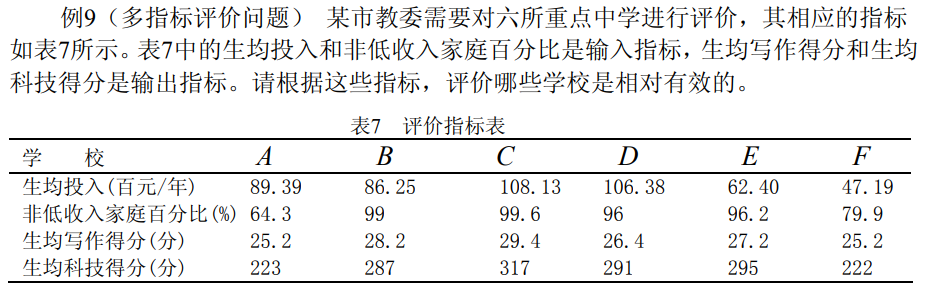 例9（多指标评价问题） 某市教委需要对六所重点中学进行评价，其相应的指标
如表7所示。表7中的生均投入和非低收入家庭百分比是输入指标，生均写作得分和生均
科技得分是输出指标。请根据这些指标，评价哪些学校是相对有效的。
表7 评价指标表
学 校 A B C D E F
生均投入(百元/年) 89.39 86.25 108.13 106.38 62.40 47.19
非低收入家庭百分比(%) 64.3 99 99.6 96 96.2 79.9
生均写作得分(分) 25.2 28.2 29.4 26.4 27.2 25.2
生均科技得分(分) 223 287 317 291 295 222